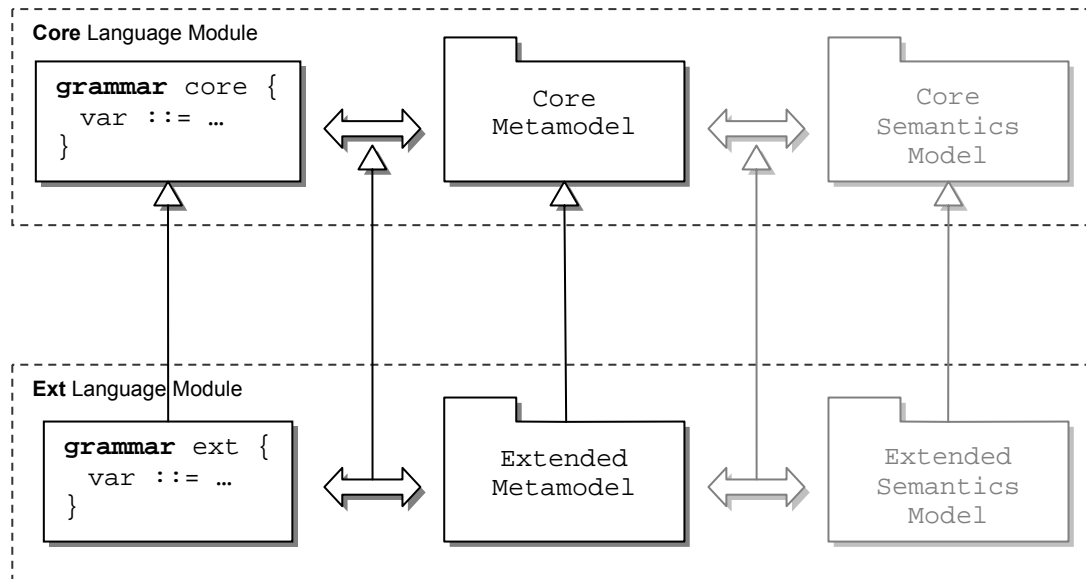 Core Language Module
grammar core {
var ::= …
}
Core
Metamodel
Core
Semantics
Model
Ext Language Module
grammar ext {
var ::= …
}
Extended
Metamodel
Extended
Semantics
Model